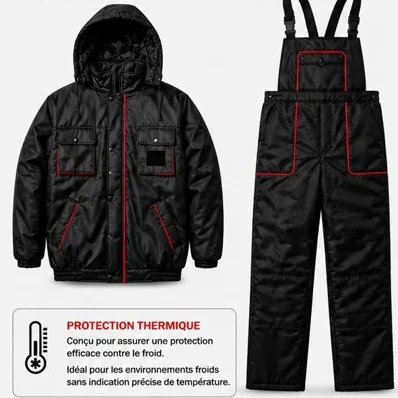 PROTECTION THERMIQUE
Conçu pour assurer une protection
efficace contre le froid.
Idéal pour les environnements froids
sans indication précise de température.